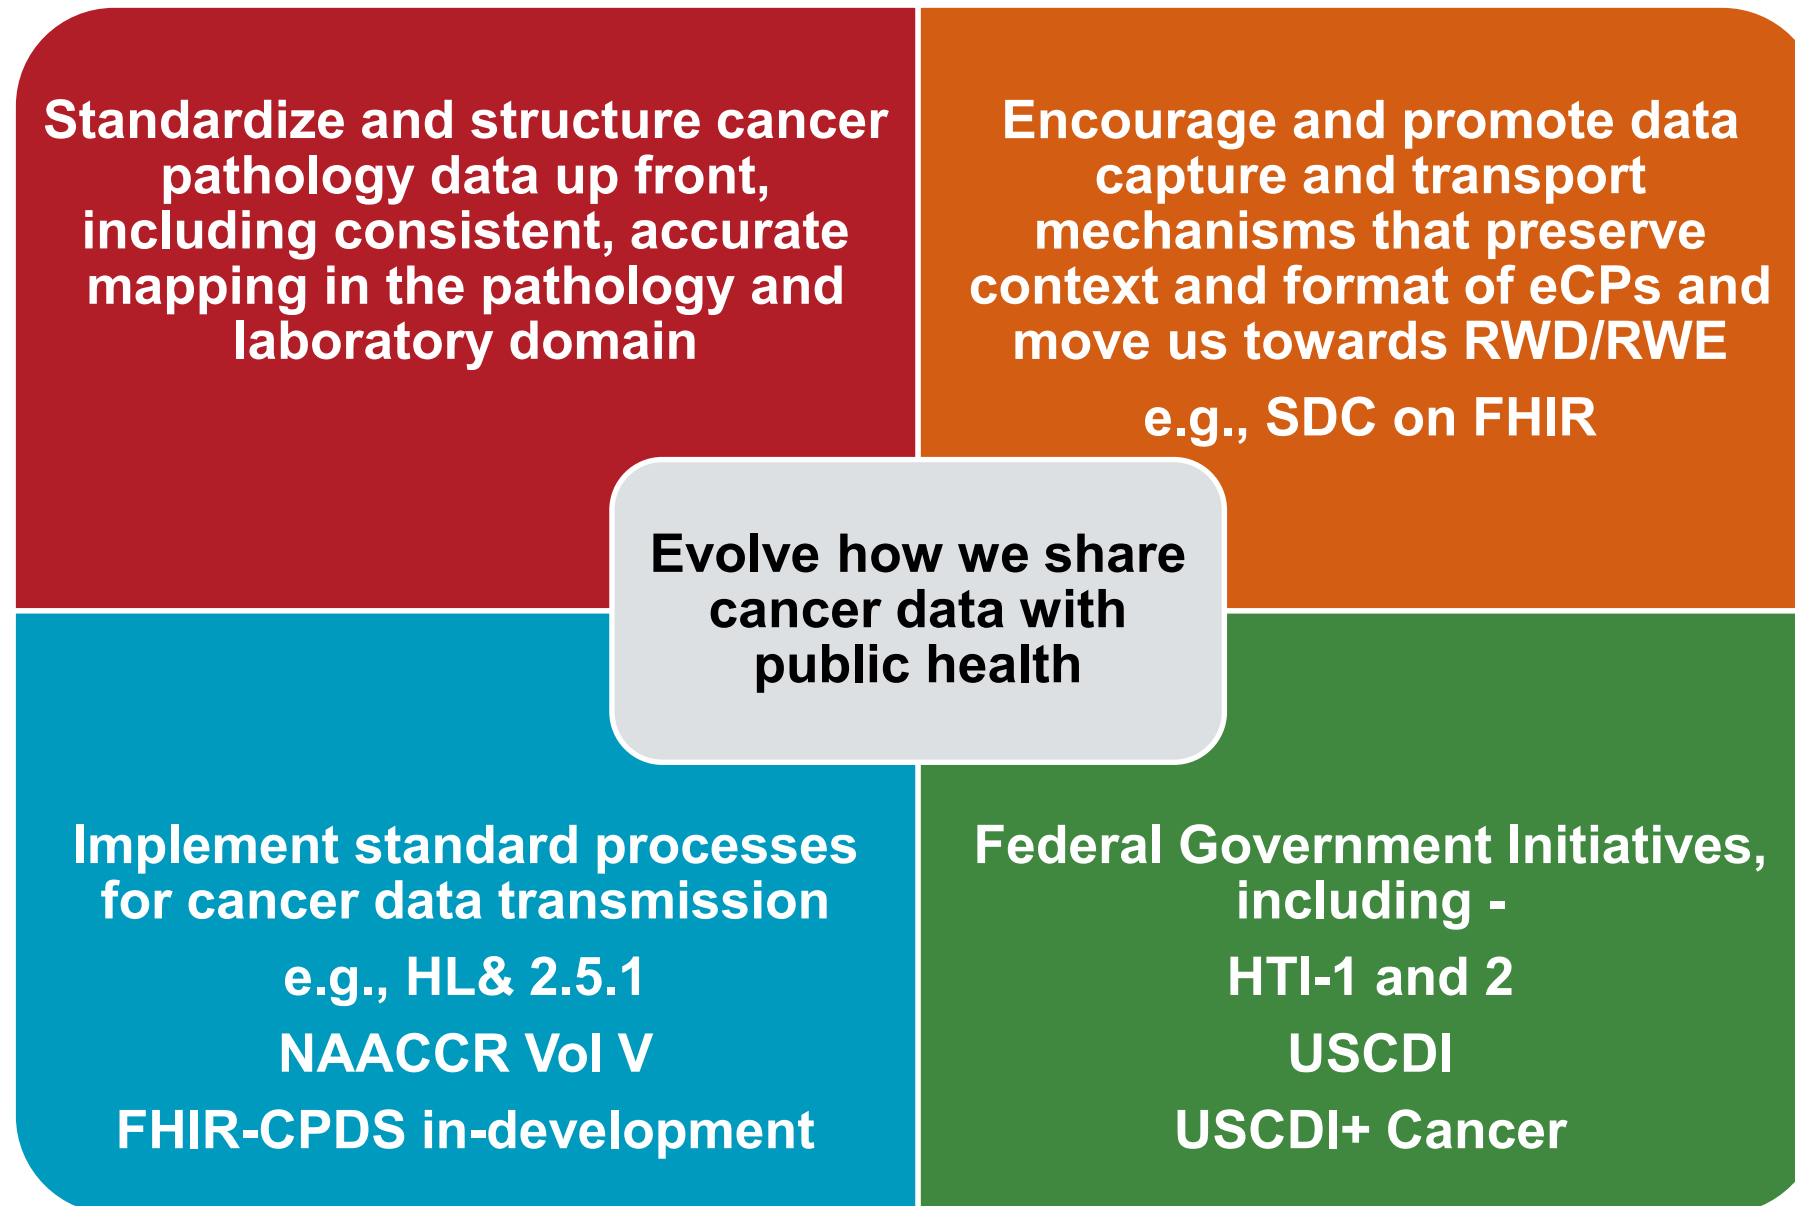 Standardize and structure cancer
pathology data up front,
including consistent, accurate
mapping in the pathology and
laboratory domain
Encourage and promote data
capture and transport
mechanisms that preserve
context and format of eCPs and
move us towards RWD/RWE
e.g., SDC on FHIR
Evolve how we share
cancer data with
public health
Implement standard processes
for cancer data transmission
e.g., HL& 2.5.1
NAACCR Vol V
FHIR-CPDS in-development
Federal Government Initiatives,
including -
HTI-1 and 2
USCDI
USCDI+ Cancer